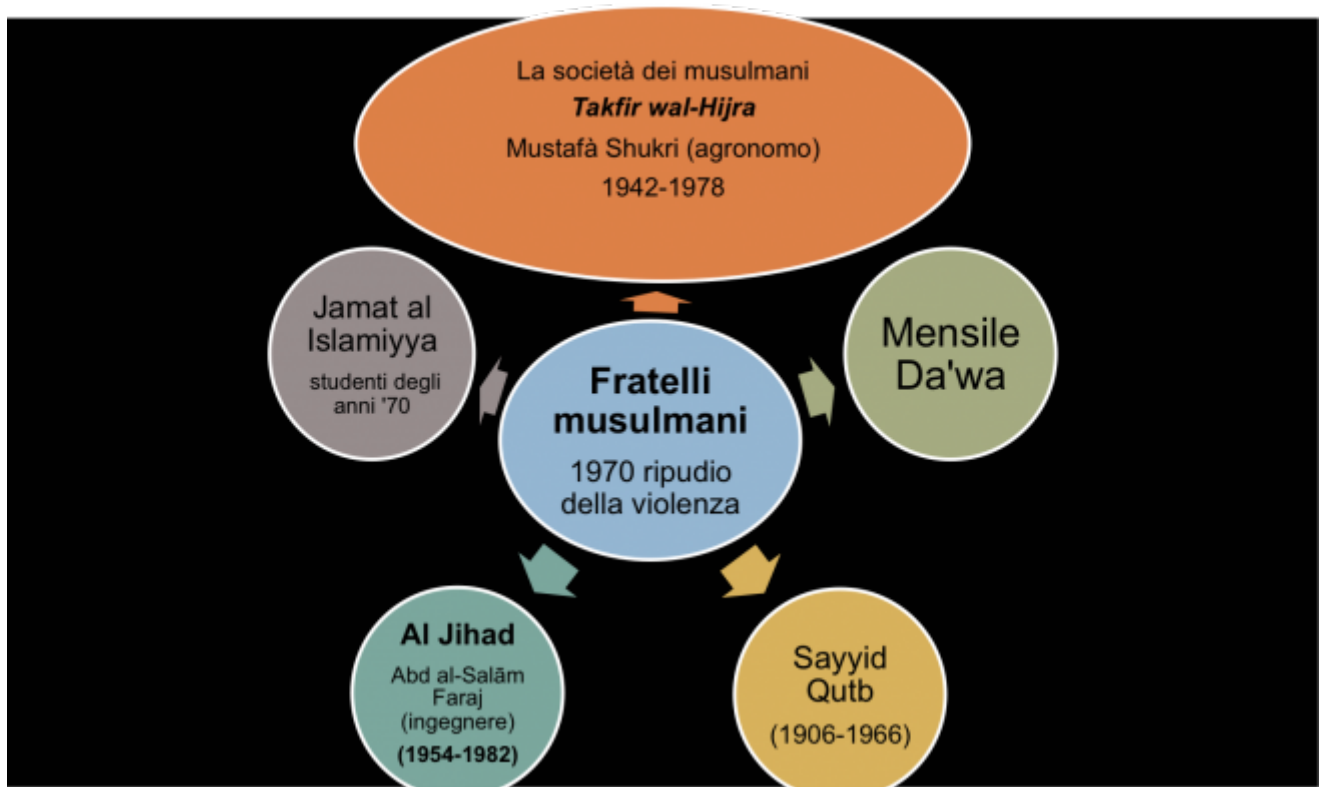 La società dei musulmani
Takfir wal-Hijra
Mustafà Shukri (agronomo)
1942-1978
Jamat al
Islamiyya
studenti degli
anni '70
Mensile
Da'wa
Fratelli
musulmani
1970 ripudio
della violenza
Al Jihad
Abd al-Salām
Faraj
(ingegnere)
(1954-1982)
Sayyid
Qutb
(1906-1966)